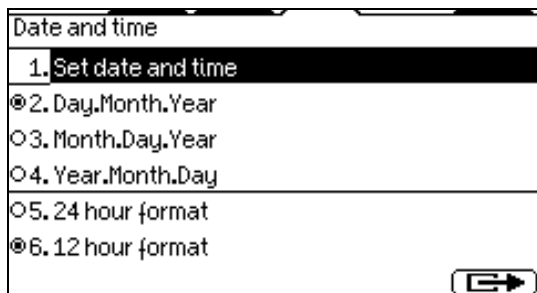 Date and time
1. Set date and time
2. Day.Month.Year
3. Month.Day.Year
4. Year.Month.Day
5. 24 hour format
6. 12 hour format